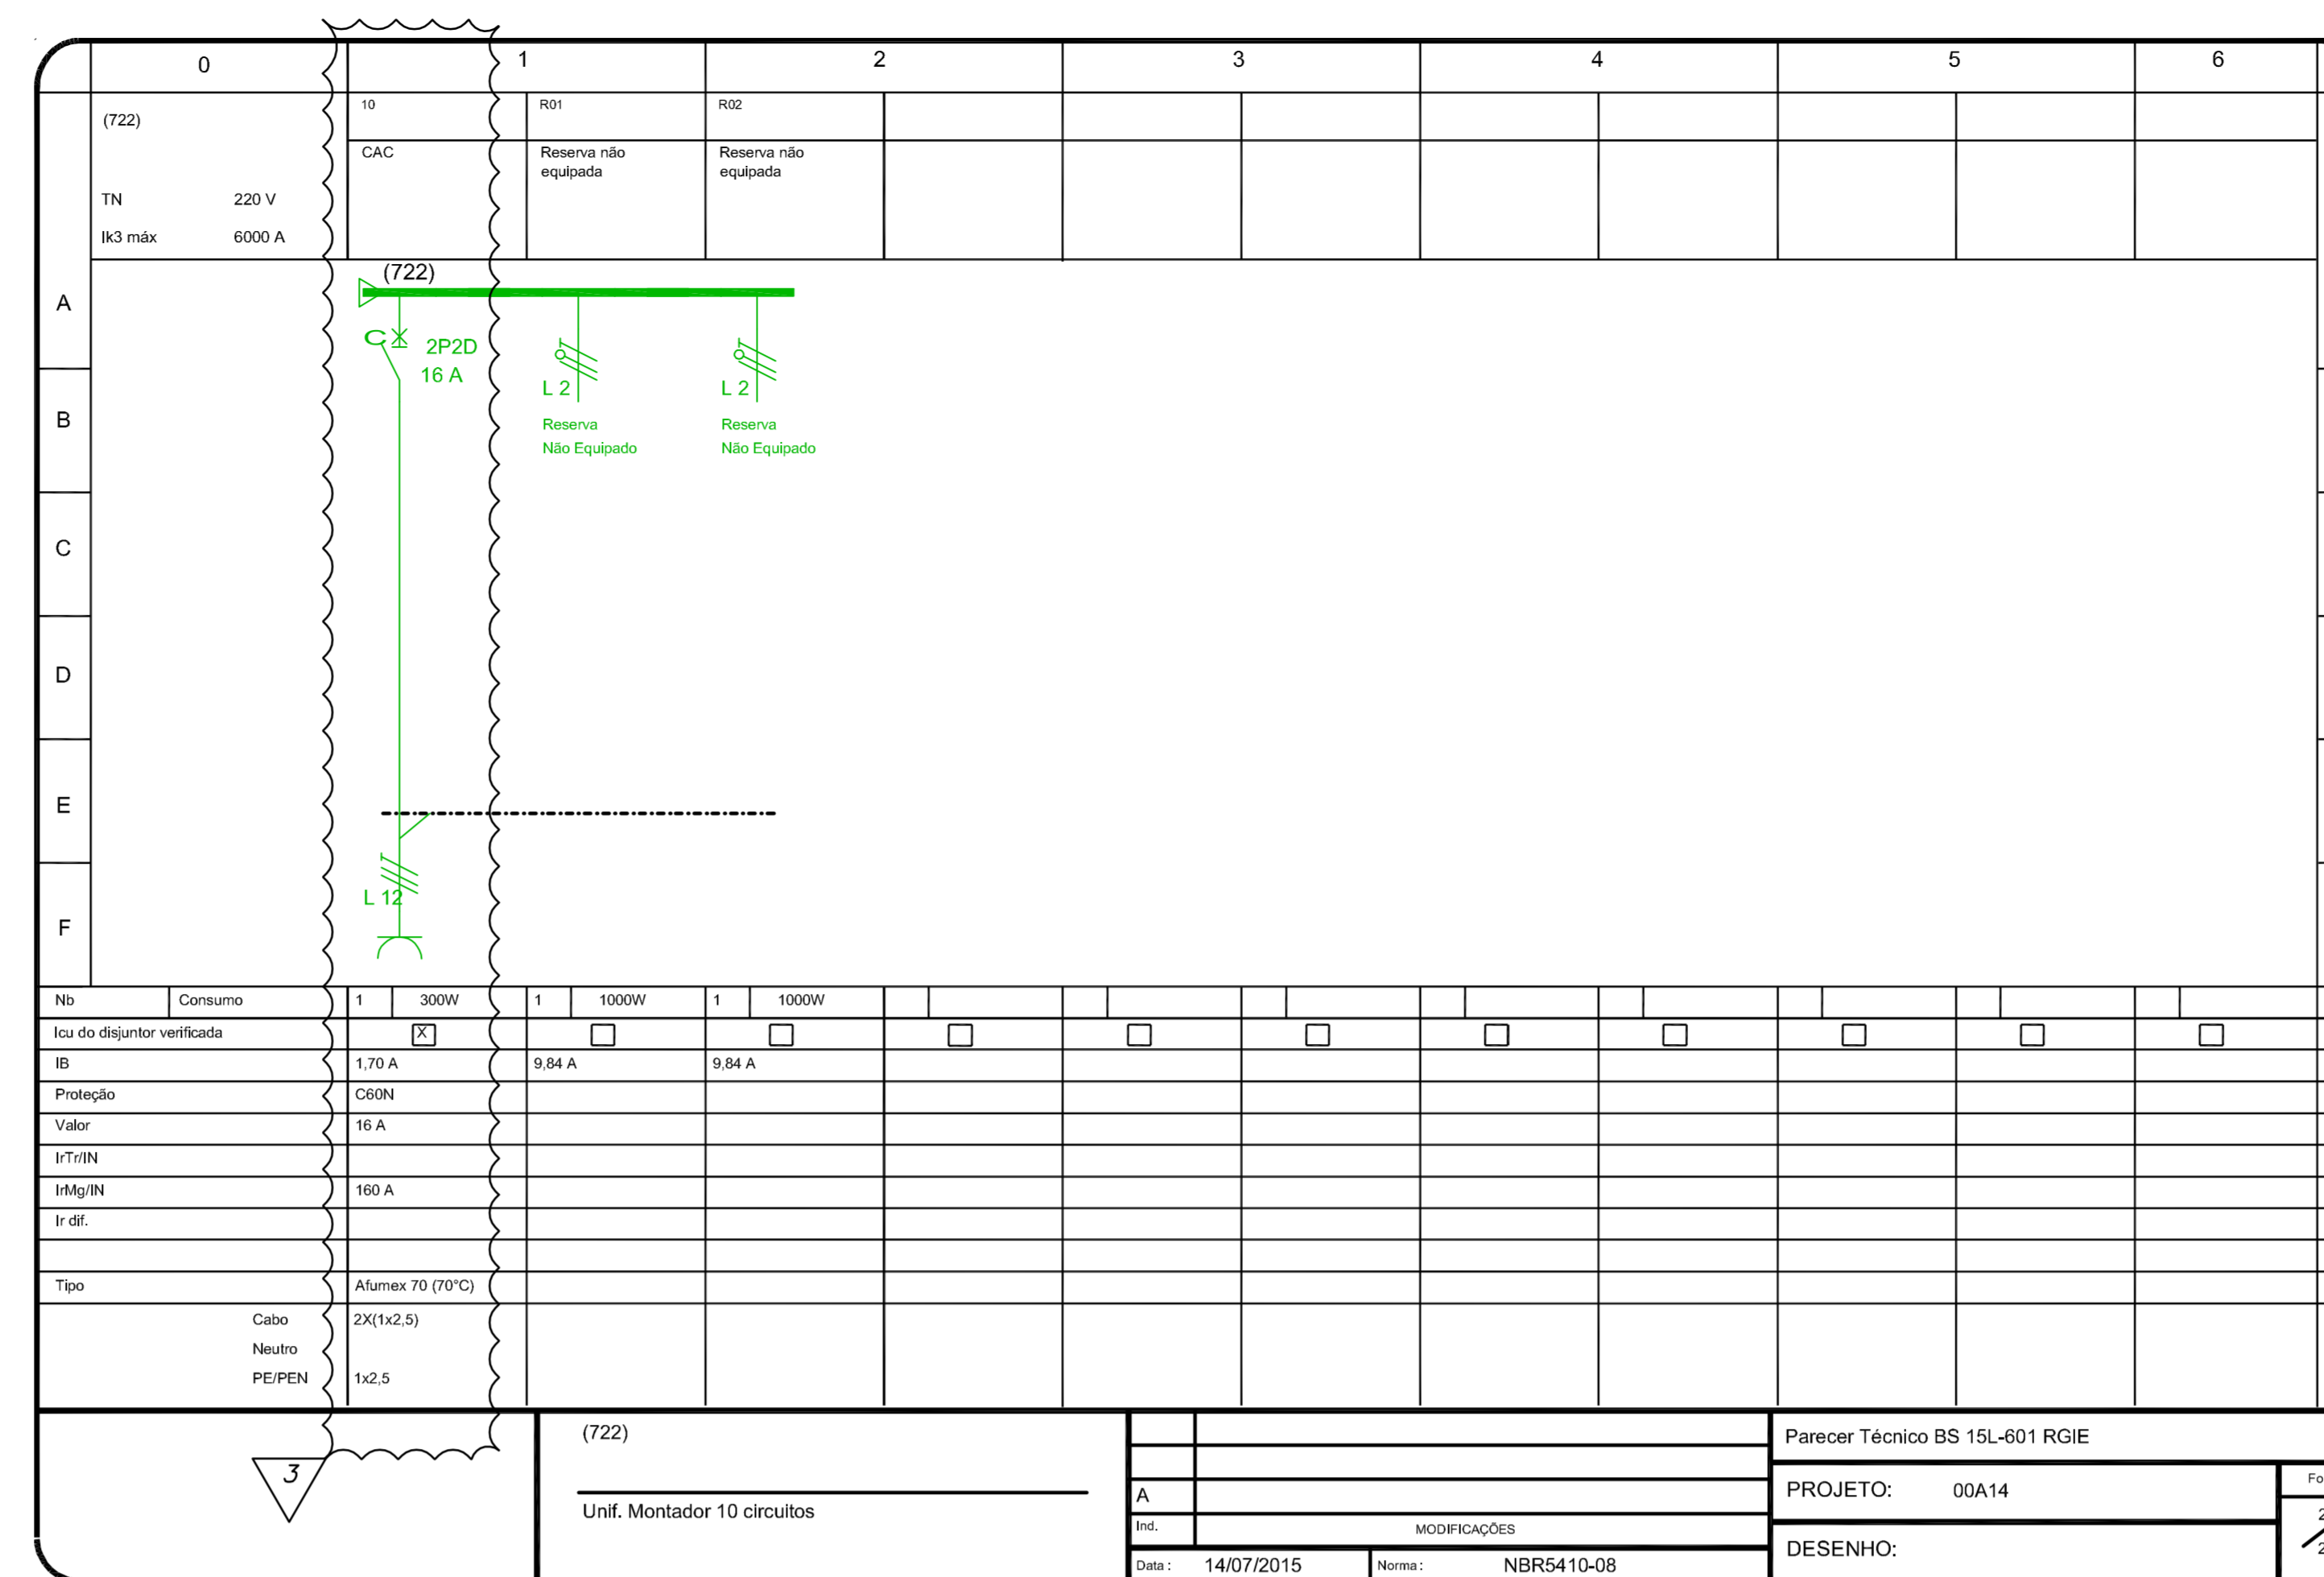 0 1 2 3 4 5 6
(722) 10 R01 R02
CAC Reserva não Reserva não
equipada equipada
TN 220 V
Ik3 máx 6000 A
(722)
A
C 2P2D
16 A
L 2 L 2
B Reserva Reserva
Não Equipado Não Equipado
C
D
E
L 12
F
Nb Consumo 1 300W 1 1000W 1 1000W
Icu do disjuntor verificada X
IB 1,70 A 9,84 A 9,84 A
Proteção C60N
Valor 16 A
IrTr/IN
IrMg/IN 160 A
Ir dif.
Tipo Afumex 70 (70°C)
Cabo 2X(1x2,5)
Neutro
PE/PEN 1x2,5
3
(722)
Unif. Montador 10 circuitos
A
Ind. MODIFICAÇÕES
Data : 14/07/2015 Norma : NBR5410-08
Parecer Técnico BS 15L-601 RGIE
PROJETO: 00A14
DESENHO: